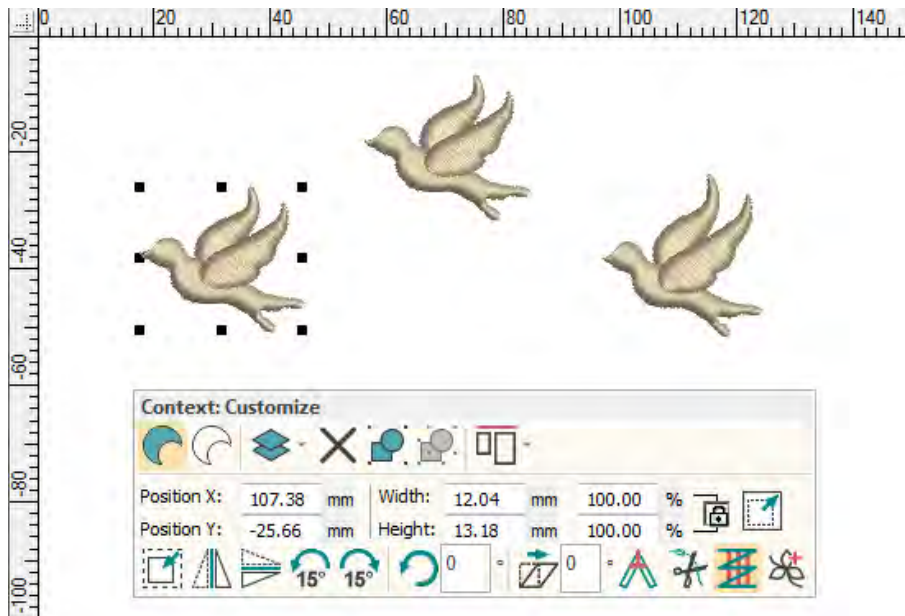 0 20 40 60 80 100 120 140
-20
-40
-60
-80
-100
Context: Customize
Position X: 107.38 mm Width: 12.04 mm 100.00 %
Position Y: -25.66 mm Height: 13.18 mm 100.00 %
15° 15° 0 ° 0 °